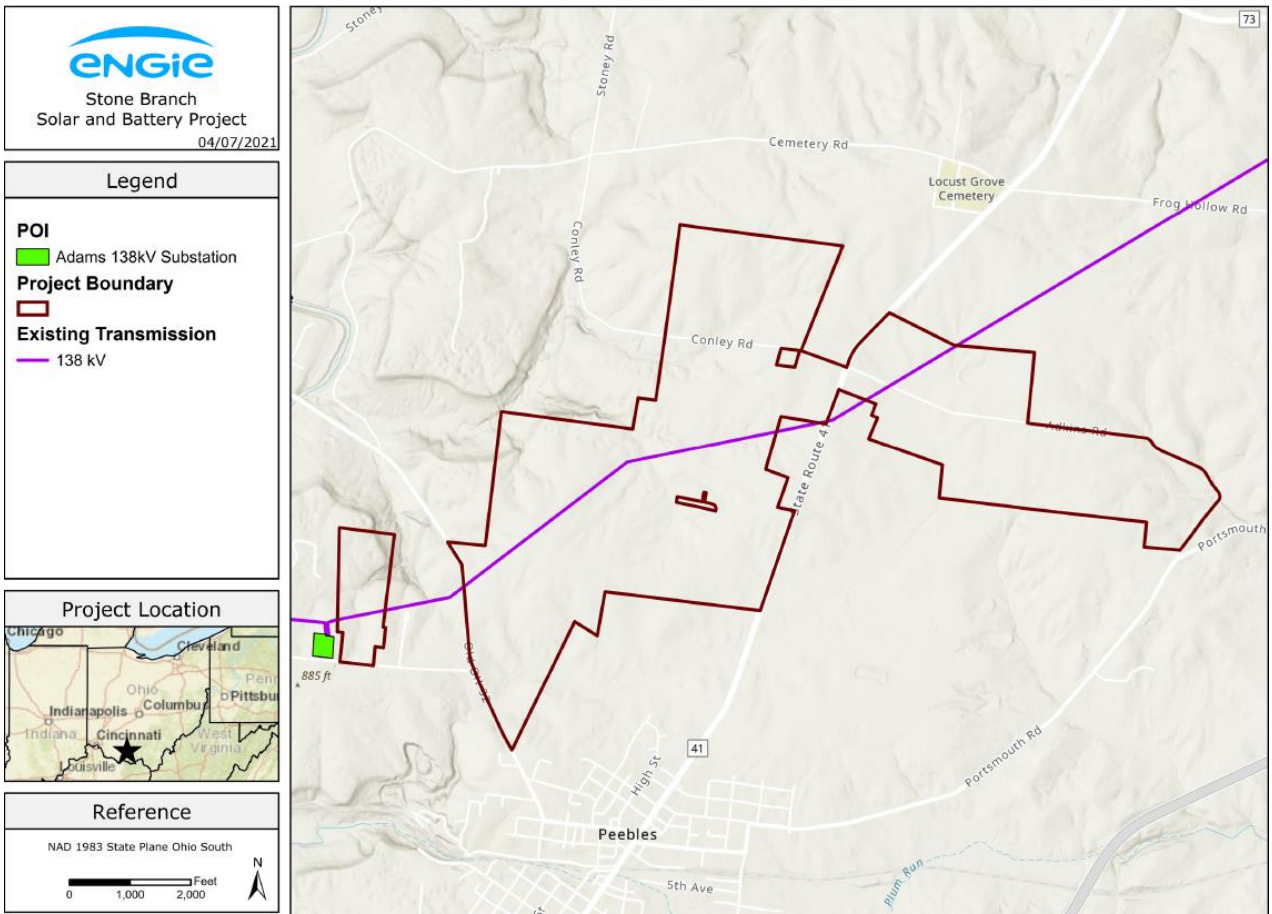 ENGIE
Stone Branch
Solar and Battery Project
04/07/2021
Legend
POI
Adams 138kV Substation
Project Boundary
Existing Transmission
138 kV
Project Location
Chicago
Cleveland
Ohio
Pittsbu
Indianapolis
Columbu
Indiana
Cincinnati
West
Virginia
Louisville
Reference
NAD 1983 State Plane Ohio South
N
Feet
0 1,000 2,000
Stoney
73
Stoney Rd
Cemetery Rd
Locust Grove
Cemetery
Frog Hollow Rd
Conley Rd
Conley Rd
Adkins Rd
State Route 41
Portsmouth
885 ft
41
High St
Portsmouth Rd
Peebles
5th Ave
Plum Run
St